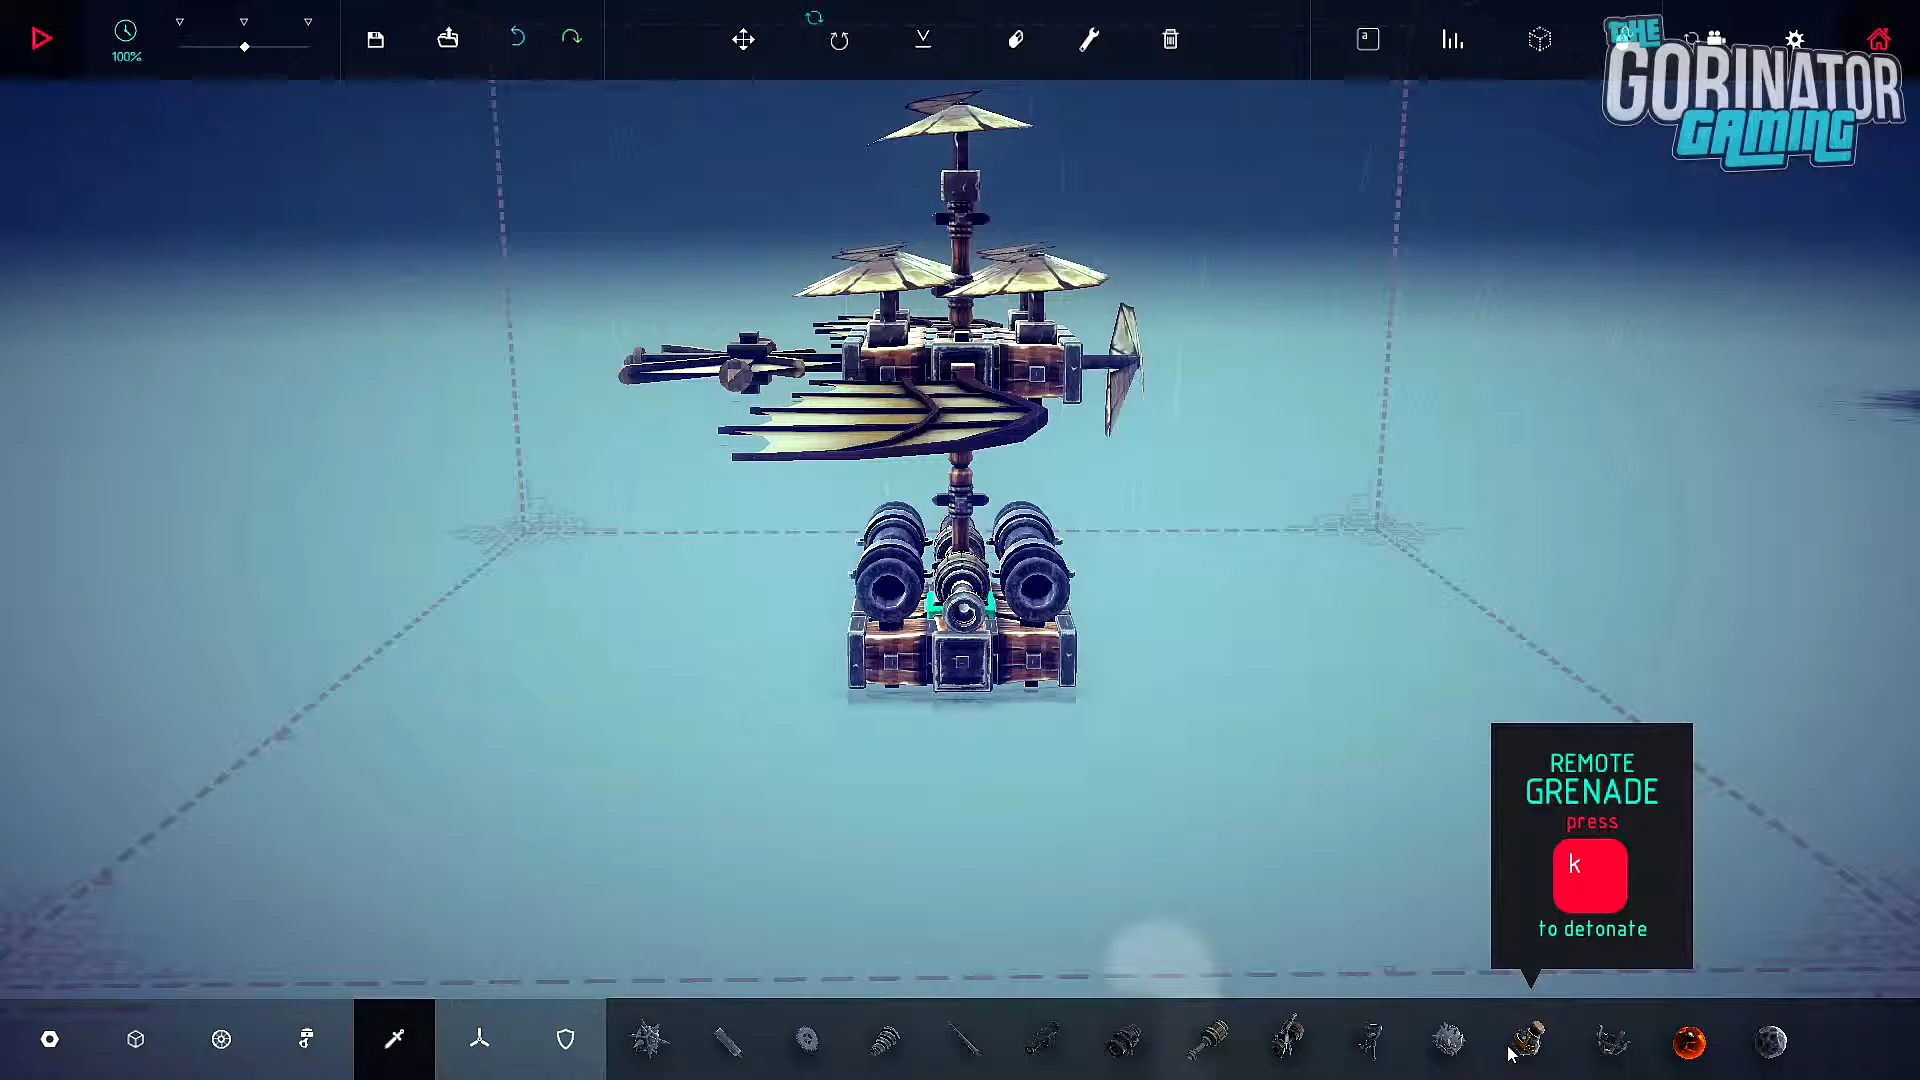 100%
a
THE
GORINATOR
GAMING
REMOTE
GRENADE
press
k
to detonate